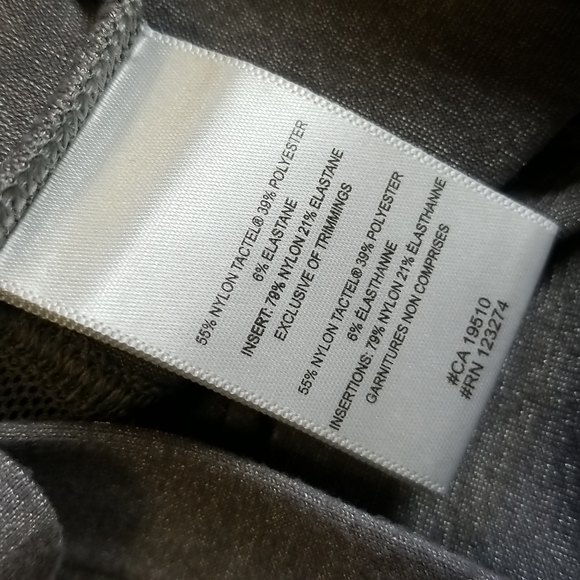 55% NYLON TACTEL® 39% POLYESTER
6% ELASTANE
INSERT: 79% NYLON 21% ELASTANE
EXCLUSIVE OF TRIMMINGS
55% NYLON TACTEL® 39% POLYESTER
6% ÉLASTHANNE
INSERTIONS: 79% NYLON 21% ÉLASTHANNE
GARNITURES NON COMPRISES
#CA 19510
#RN 123274